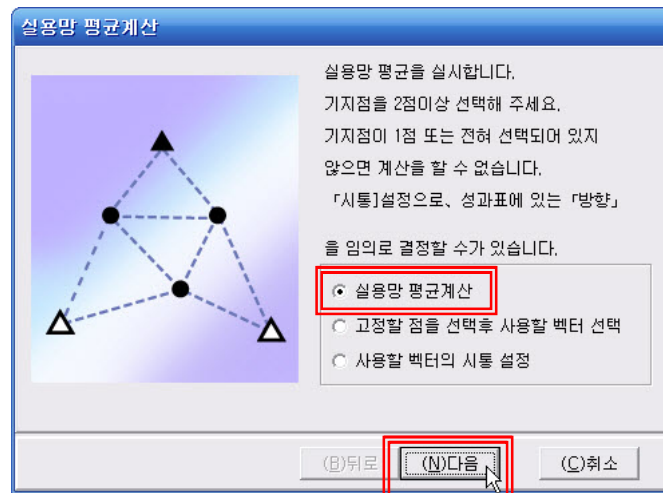 실용망 평균계산
실용망 평균을 실시합니다.
기지점을 2점이상 선택해 주세요.
기지점이 1점 또는 전혀 선택되어 있지
않으면 계산을 할 수 없습니다.
「시통]설정으로、성과표에 있는「방향」
을 임의로 결정할 수가 있습니다.
실용망 평균계산
고정할 점을 선택후 사용할 벡터 선택
사용할 벡터의 시통 설정
(B)뒤로 (N)다음 (C)취소